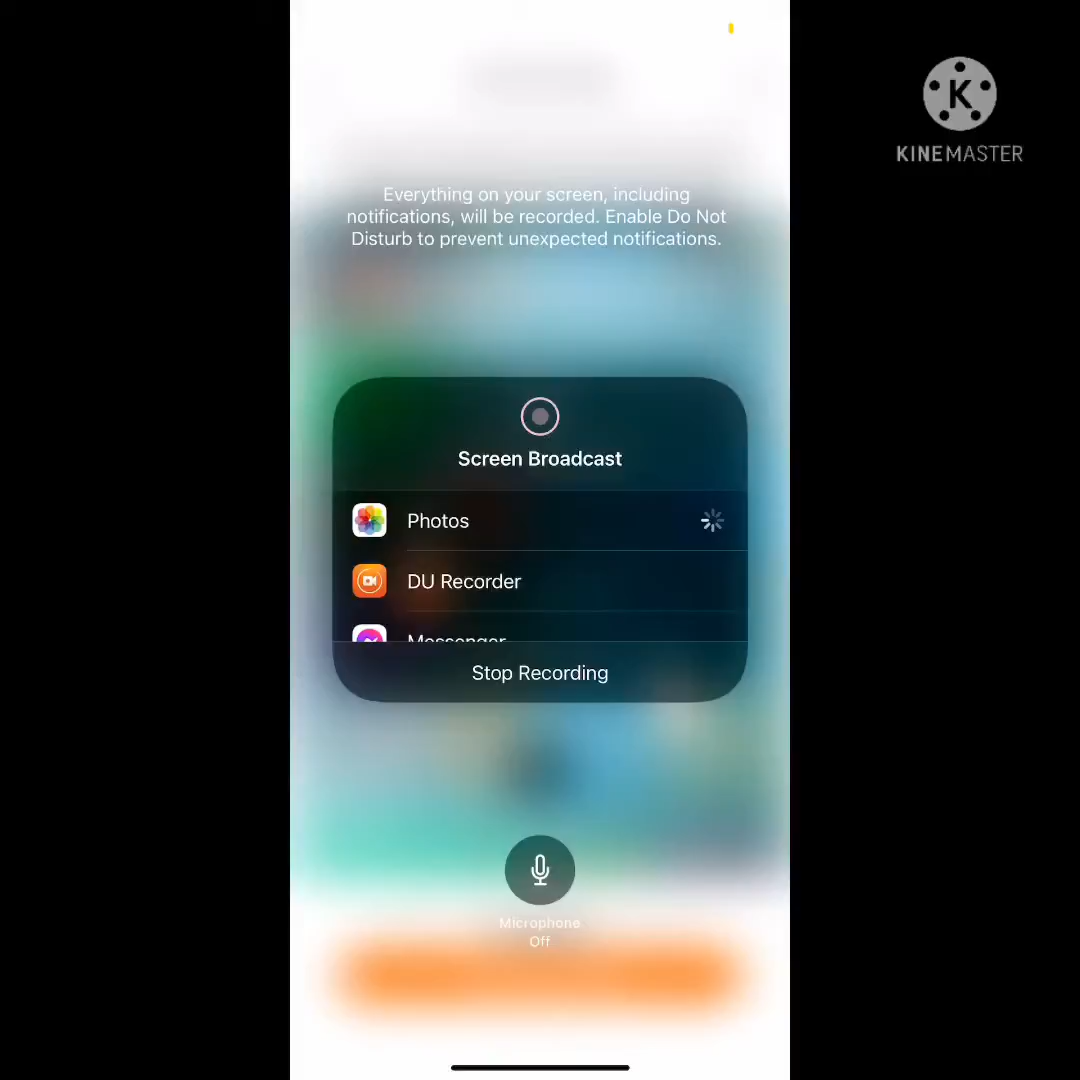 K
KINEMASTER
Everything on your screen, including
notifications, will be recorded. Enable Do Not
Disturb to prevent unexpected notifications.
Screen Broadcast
Photos
DU Recorder
Messenger
Stop Recording
Microphone
Off